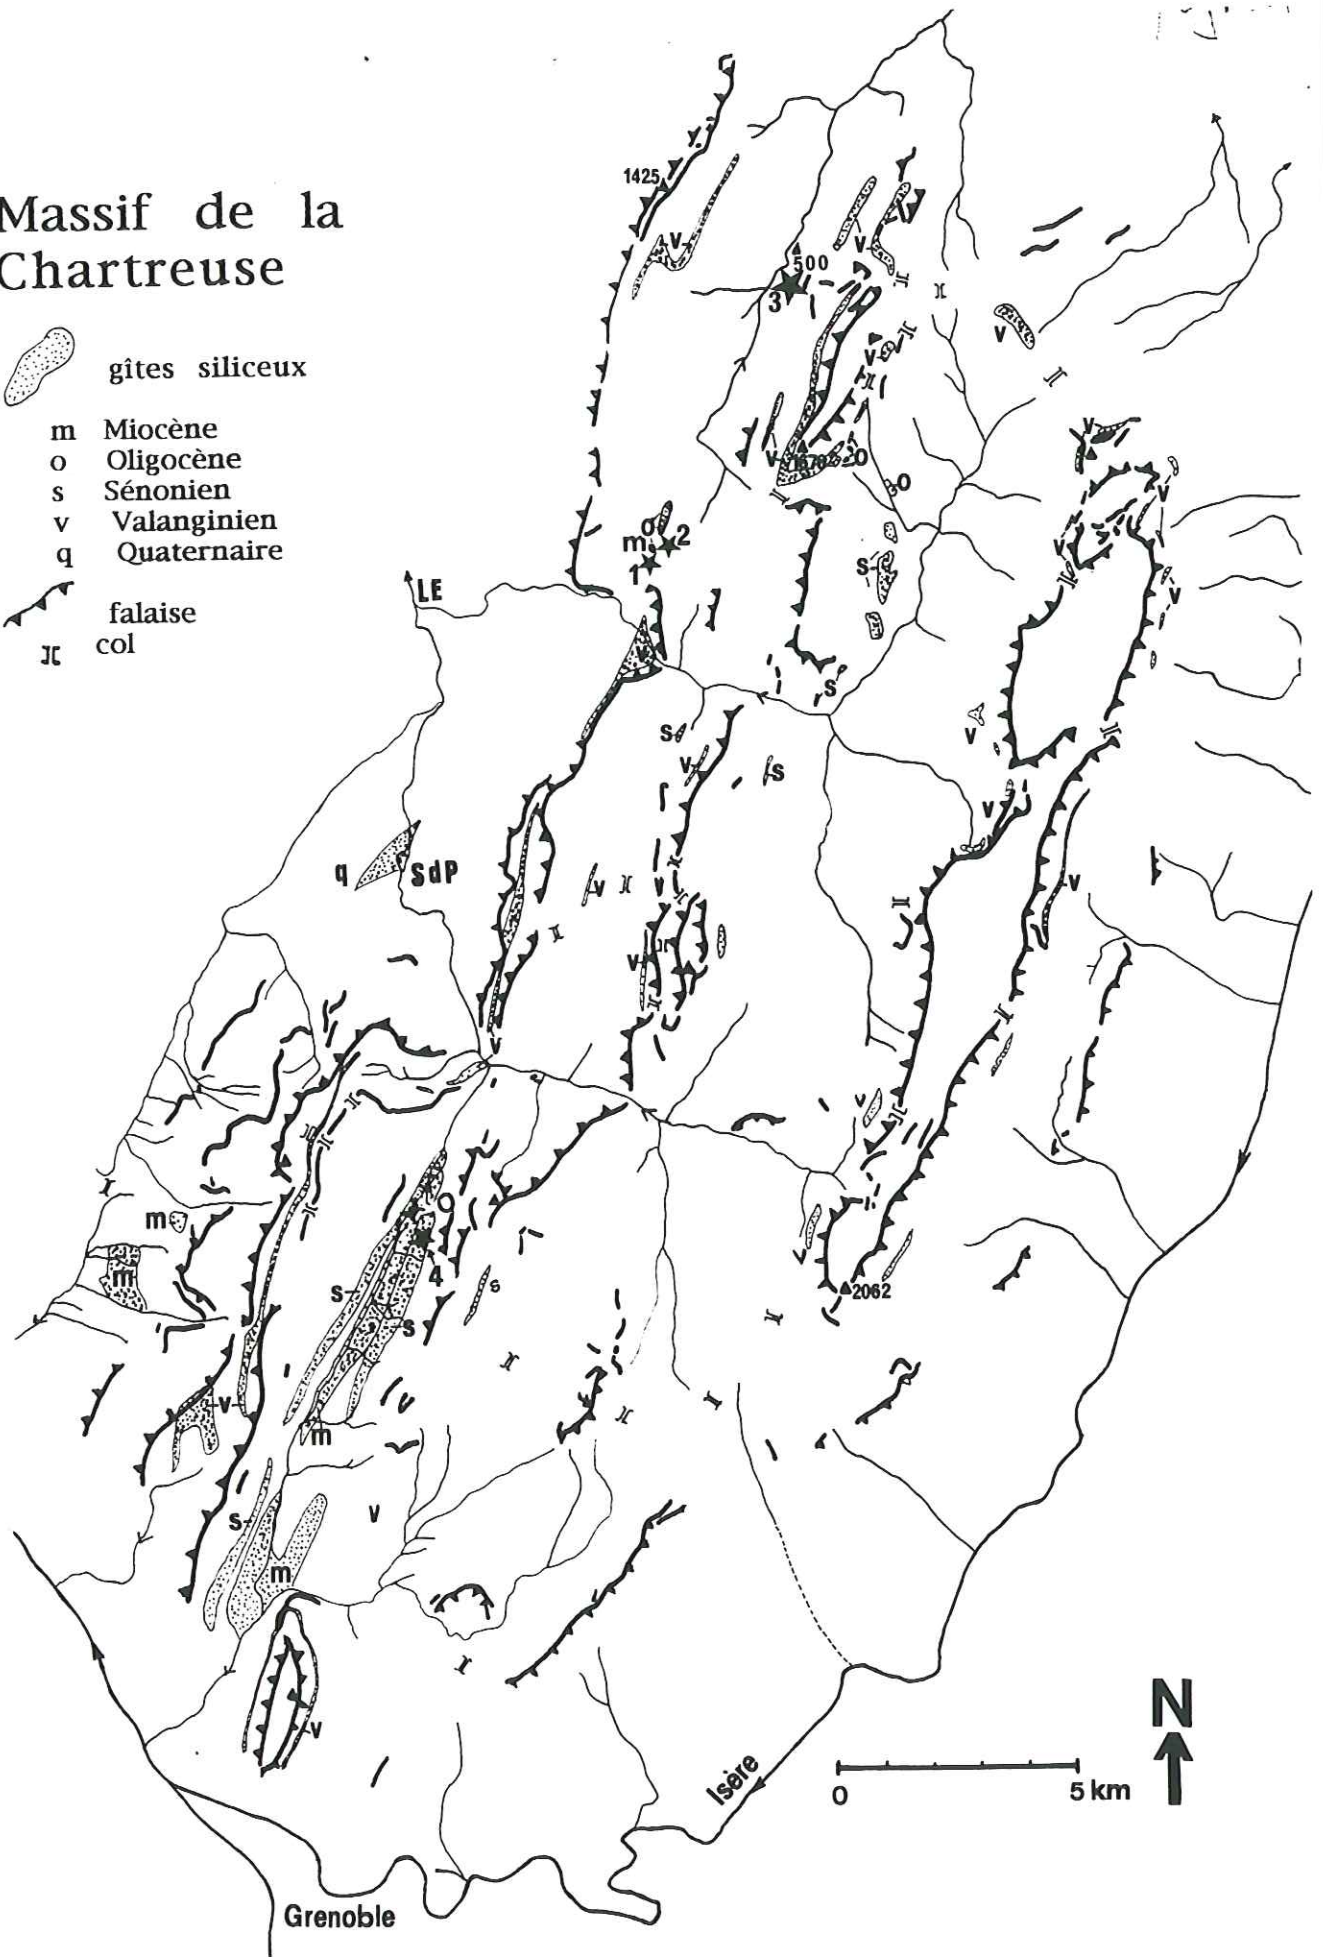 Massif de la
Chartreuse
gîtes siliceux
m Miocène
o Oligocène
s Sénonien
v Valanginien
q Quaternaire
falaise
col
1425
v
v
500
3
v
v
v
v
1670
o
o
o
m
2
1
s
v
v
v
v
LE
v
s
s
v
s
v
v
q
SdP
v
v
v
v
v
v
m
m
o
4
s
s
s
v
2062
v
m
s
v
m
v
N
0
5 km
Isère
Grenoble